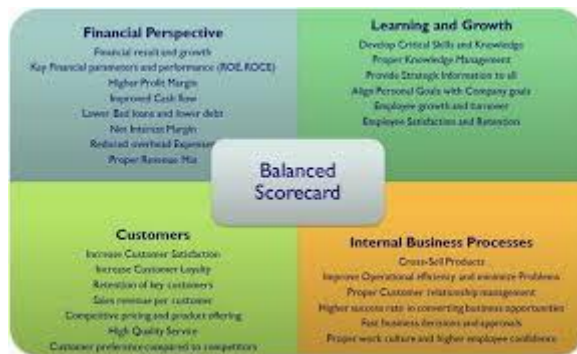 Financial Perspective
Financial result and growth
Key Financial parameters and performance (ROE, ROCE)
Higher Profit Margin
Improved Cash flow
Lower Bad loans and lower debt
Net Interest Margin
Reduced overhead Expenses
Proper Revenue Mix
Learning and Growth
Develop Critical Skills and Knowledge
Proper Knowledge Management
Provide Strategic Information to all
Align Personal Goals with Company goals
Employee growth and turnover
Employee Satisfaction and Retention
Balanced
Scorecard
Customers
Increase Customer Satisfaction
Increase Customer Loyalty
Retention of key customers
Sales revenue per customer
Competitive pricing and product offering
High Quality Service
Customer preference compared to competitors
Internal Business Processes
Cross-Sell Products
Improve Operational efficiency and minimize Problems
Proper Customer relationship management
Higher success rate in converting business opportunities
Fast business decisions and approvals
Proper work culture and higher employee confidence